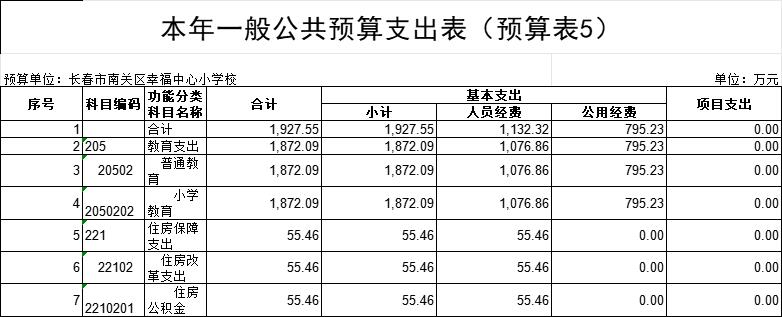 本年一般公共预算支出表（预算表5）
预算单位：长春市南关区幸福中心小学校 单位：万元
序号 科目编码 功能分类科目名称 合计 基本支出 项目支出
小计 人员经费 公用经费
1 合计 1,927.55 1,927.55 1,132.32 795.23 0.00
2 205 教育支出 1,872.09 1,872.09 1,076.86 795.23 0.00
3 20502 普通教育 1,872.09 1,872.09 1,076.86 795.23 0.00
4 2050202 小学教育 1,872.09 1,872.09 1,076.86 795.23 0.00
5 221 住房保障支出 55.46 55.46 55.46 0.00 0.00
6 22102 住房改革支出 55.46 55.46 55.46 0.00 0.00
7 2210201 住房公积金 55.46 55.46 55.46 0.00 0.00